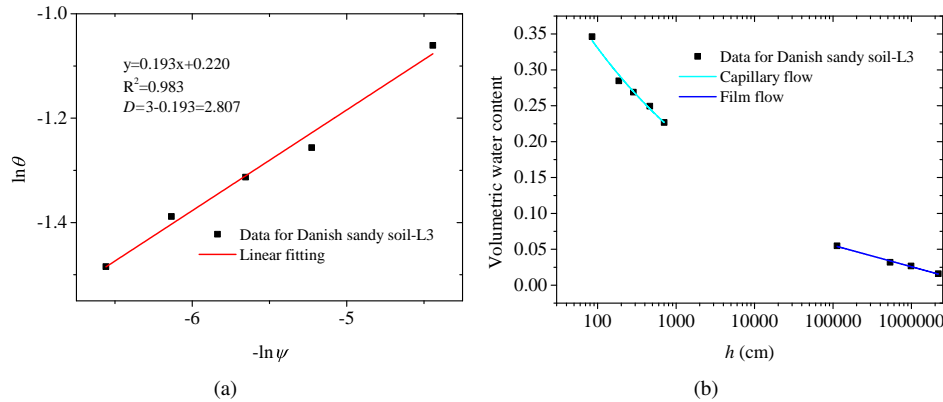 y=0.193x+0.220
R²=0.983
D=3-0.193=2.807
Data for Danish sandy soil-L3
Linear fitting
-1.0
-1.2
-1.4
lnθ
-6
-5
-lnψ
(a)
Data for Danish sandy soil-L3
Capillary flow
Film flow
0.35
0.30
0.25
0.20
0.15
0.10
0.05
0.00
Volumetric water content
100
1000
10000
100000
1000000
h (cm)
(b)